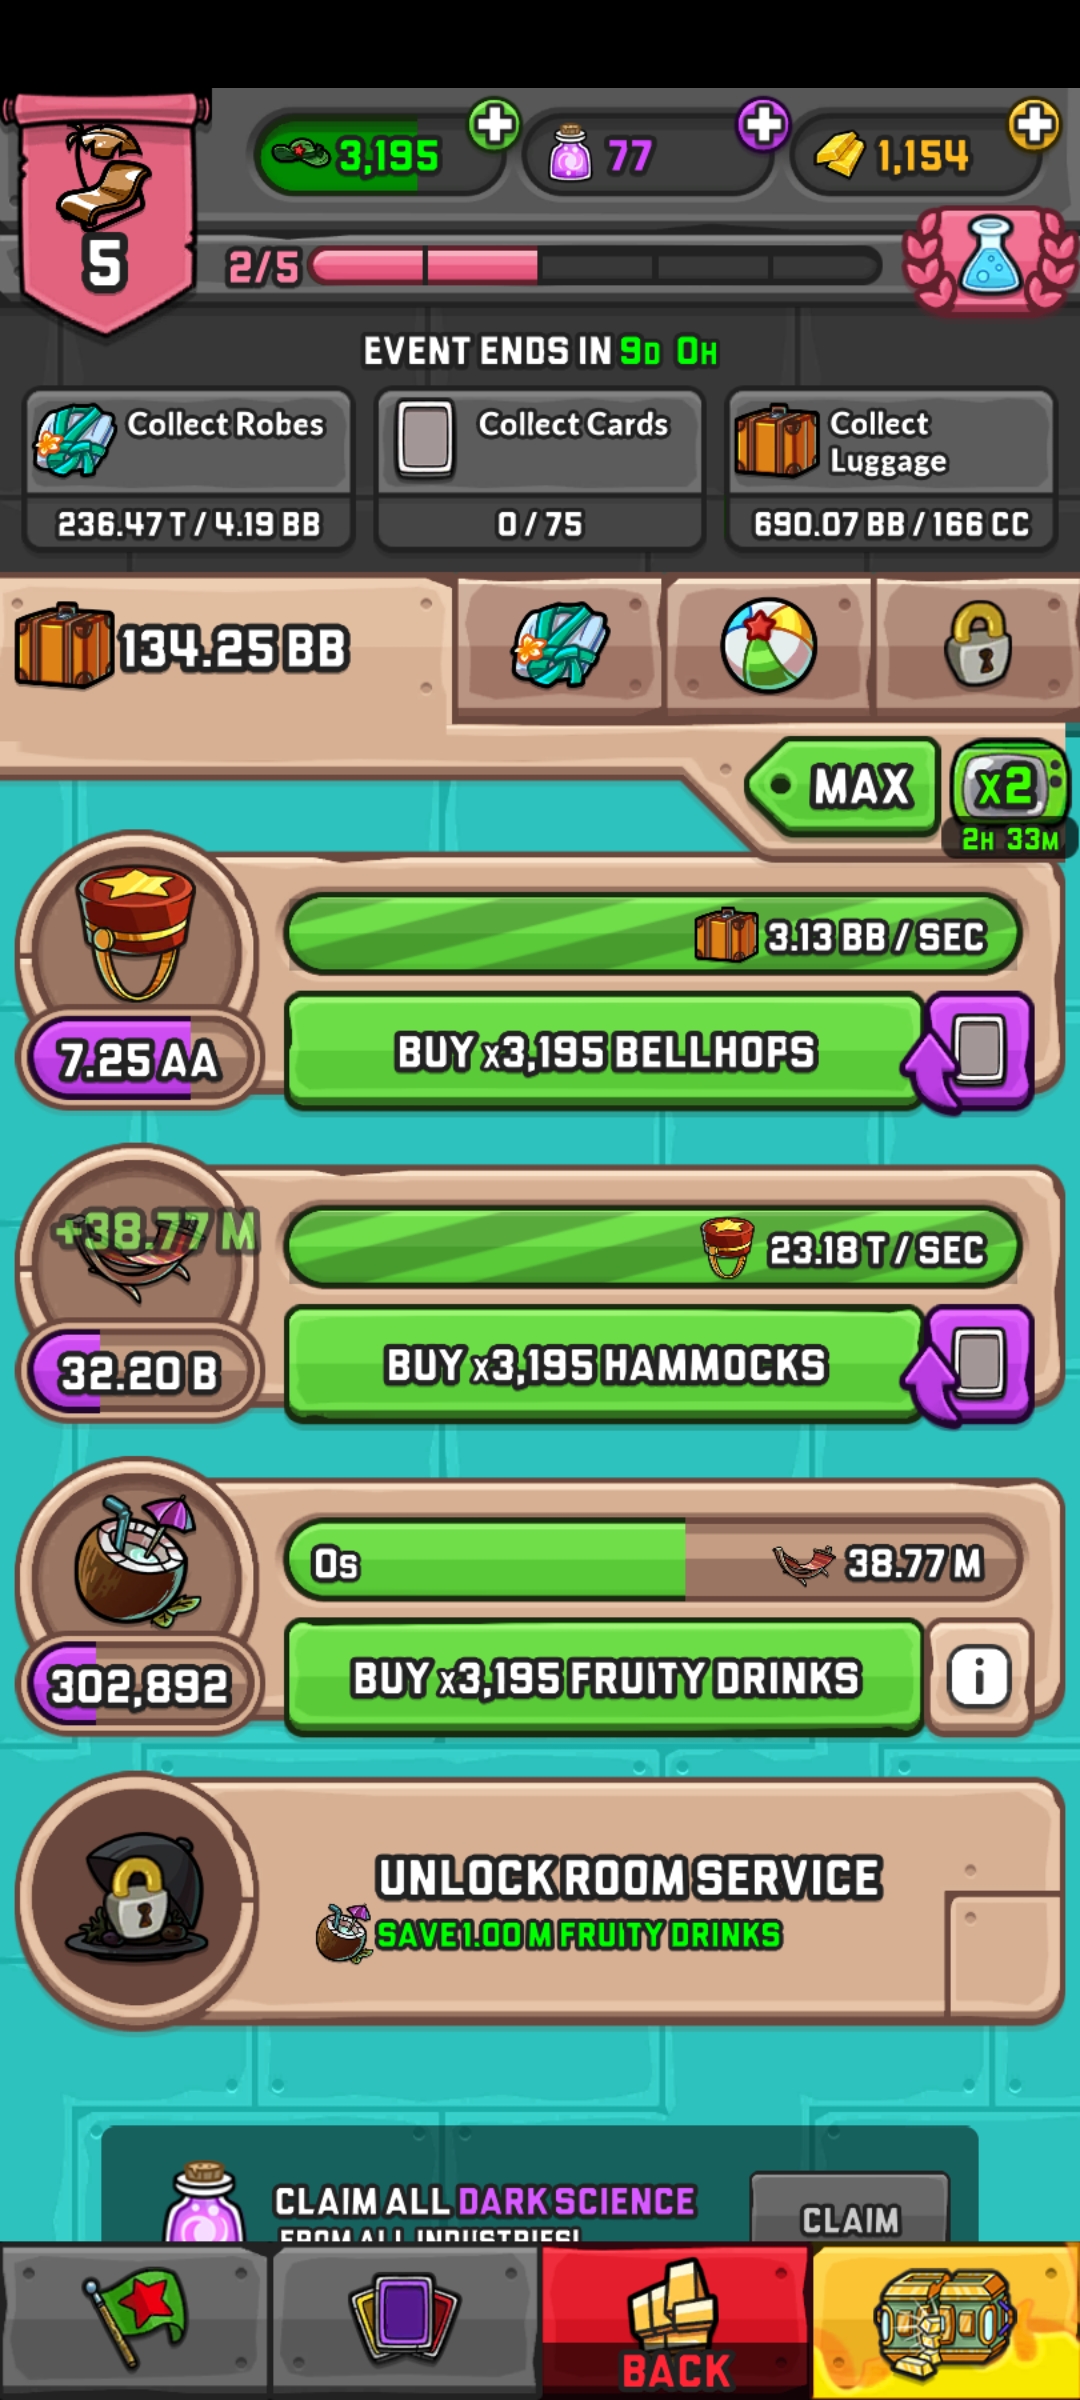 3,195
77
1,154
5
2/5
EVENT ENDS IN 9D 0H
Collect Robes
236.47 T / 4.19 BB
Collect Cards
0 / 75
Collect
Luggage
690.07 BB / 166 CC
134.25 BB
MAX
x2
2H 33M
3.13 BB / SEC
7.25 AA
BUY x3,195 BELLHOPS
+38.77 M
23.18 T / SEC
32.20 B
BUY x3,195 HAMMOCKS
0s
38.77 M
302,892
BUY x3,195 FRUITY DRINKS
i
UNLOCK ROOM SERVICE
SAVE 1.00 M FRUITY DRINKS
CLAIM ALL DARK SCIENCE
FROM ALL INDUSTRIES!
CLAIM
BACK